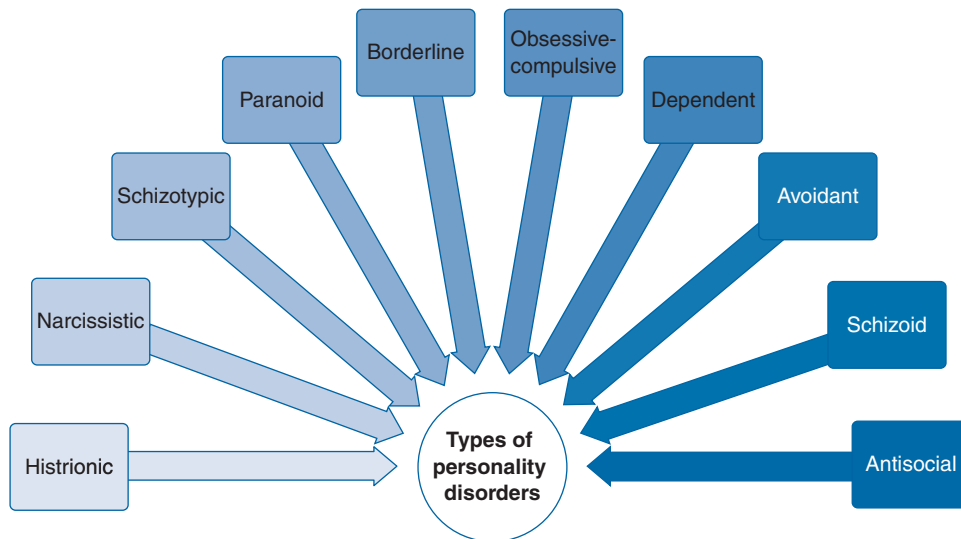 Borderline
Obsessive-
compulsive
Paranoid
Dependent
Schizotypic
Avoidant
Narcissistic
Schizoid
Histrionic
Types of
personality
disorders
Antisocial